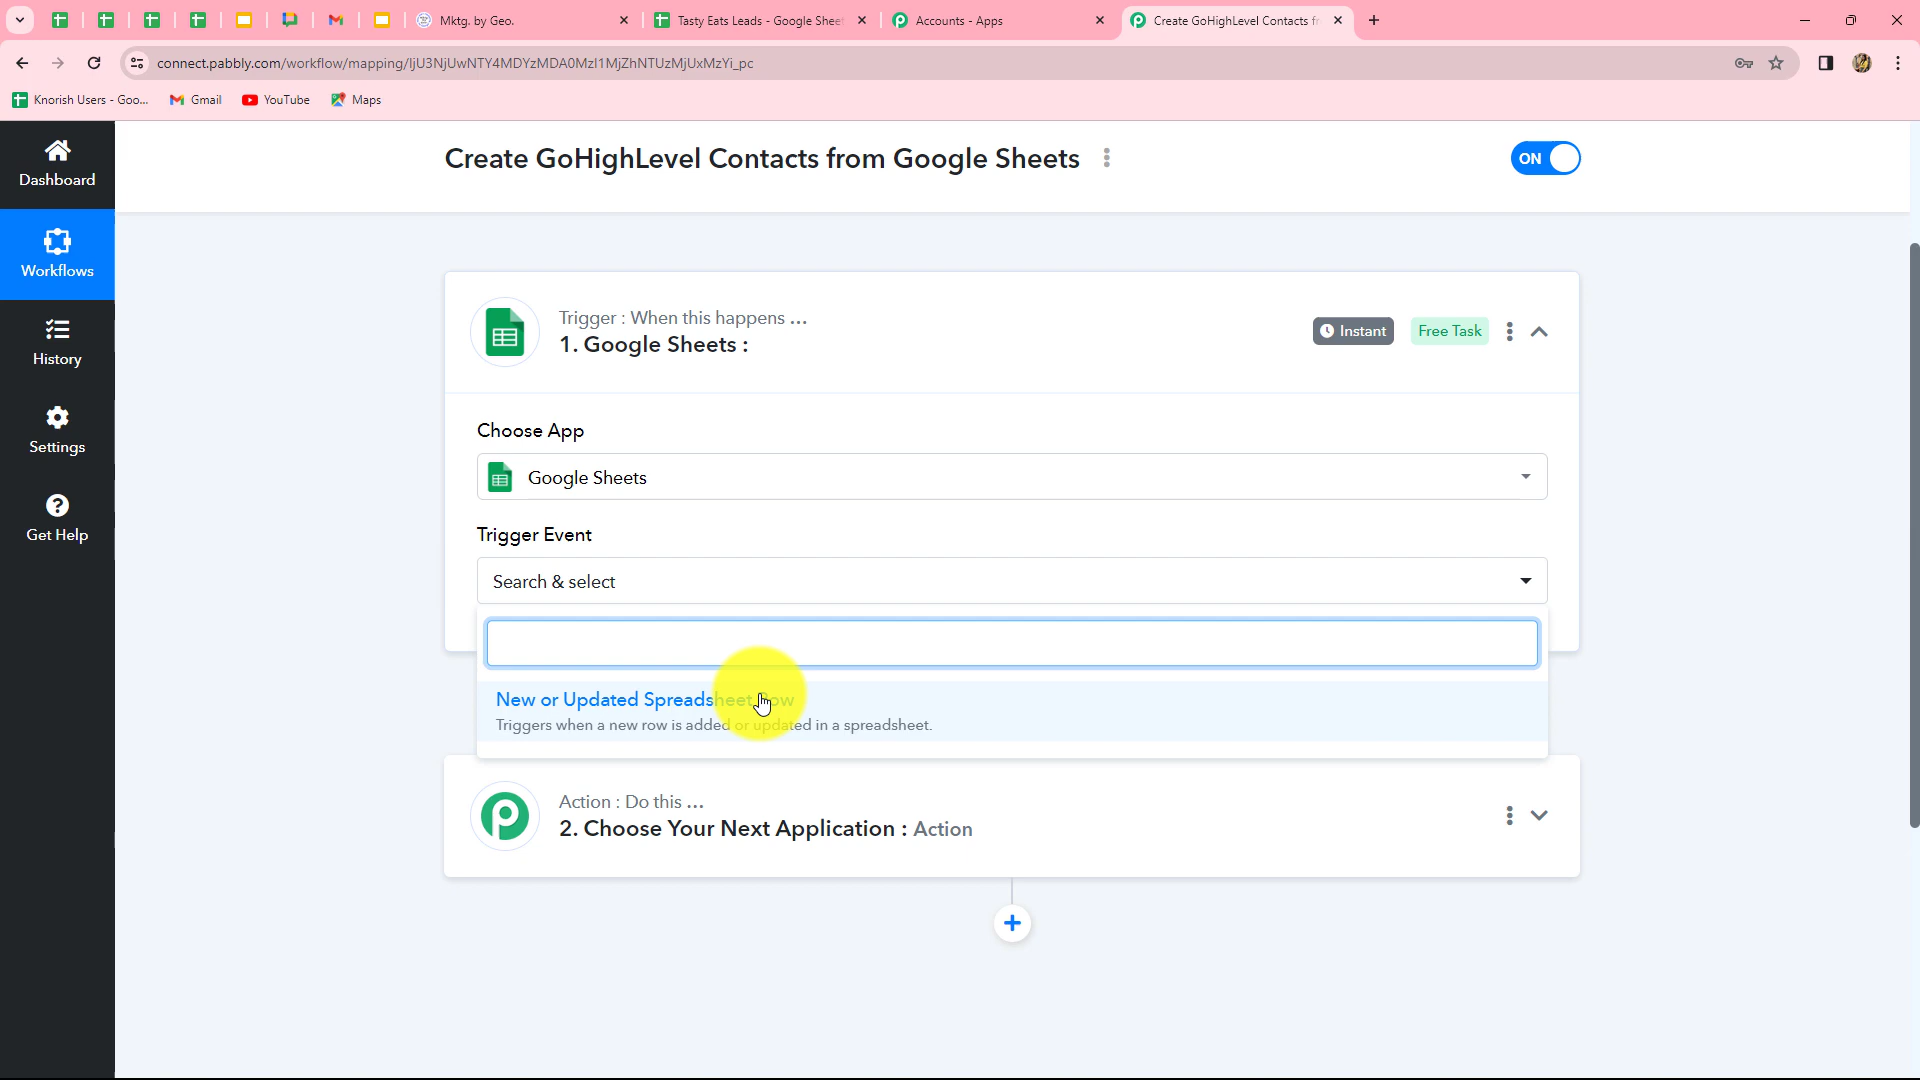 Mktg. by Geo.
Tasty Eats Leads - Google Shee
Accounts - Apps
Create GoHighLevel Contacts fr
connect.pabbly.com/workflow/mapping/
Knorish Users - Goo...
Gmail
YouTube
Maps
Dashboard
Workflows
History
Settings
Get Help
Create GoHighLevel Contacts from Google Sheets
ON
Trigger : When this happens ...
1. Google Sheets :
Instant
Free Task
Choose App
Google Sheets
Trigger Event
Search & select
New or Updated Spreadsheet Row
Triggers when a new row is added or updated in a spreadsheet.
Action : Do this ...
2. Choose Your Next Application : Action